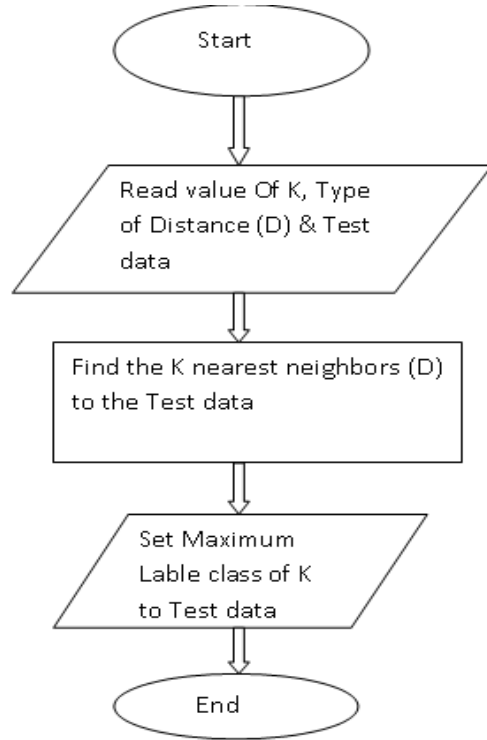 Start
Read value Of K, Type
of Distance (D) & Test
data
Find the K nearest neighbors (D)
to the Test data
Set Maximum
Lable class of K
to Test data
End